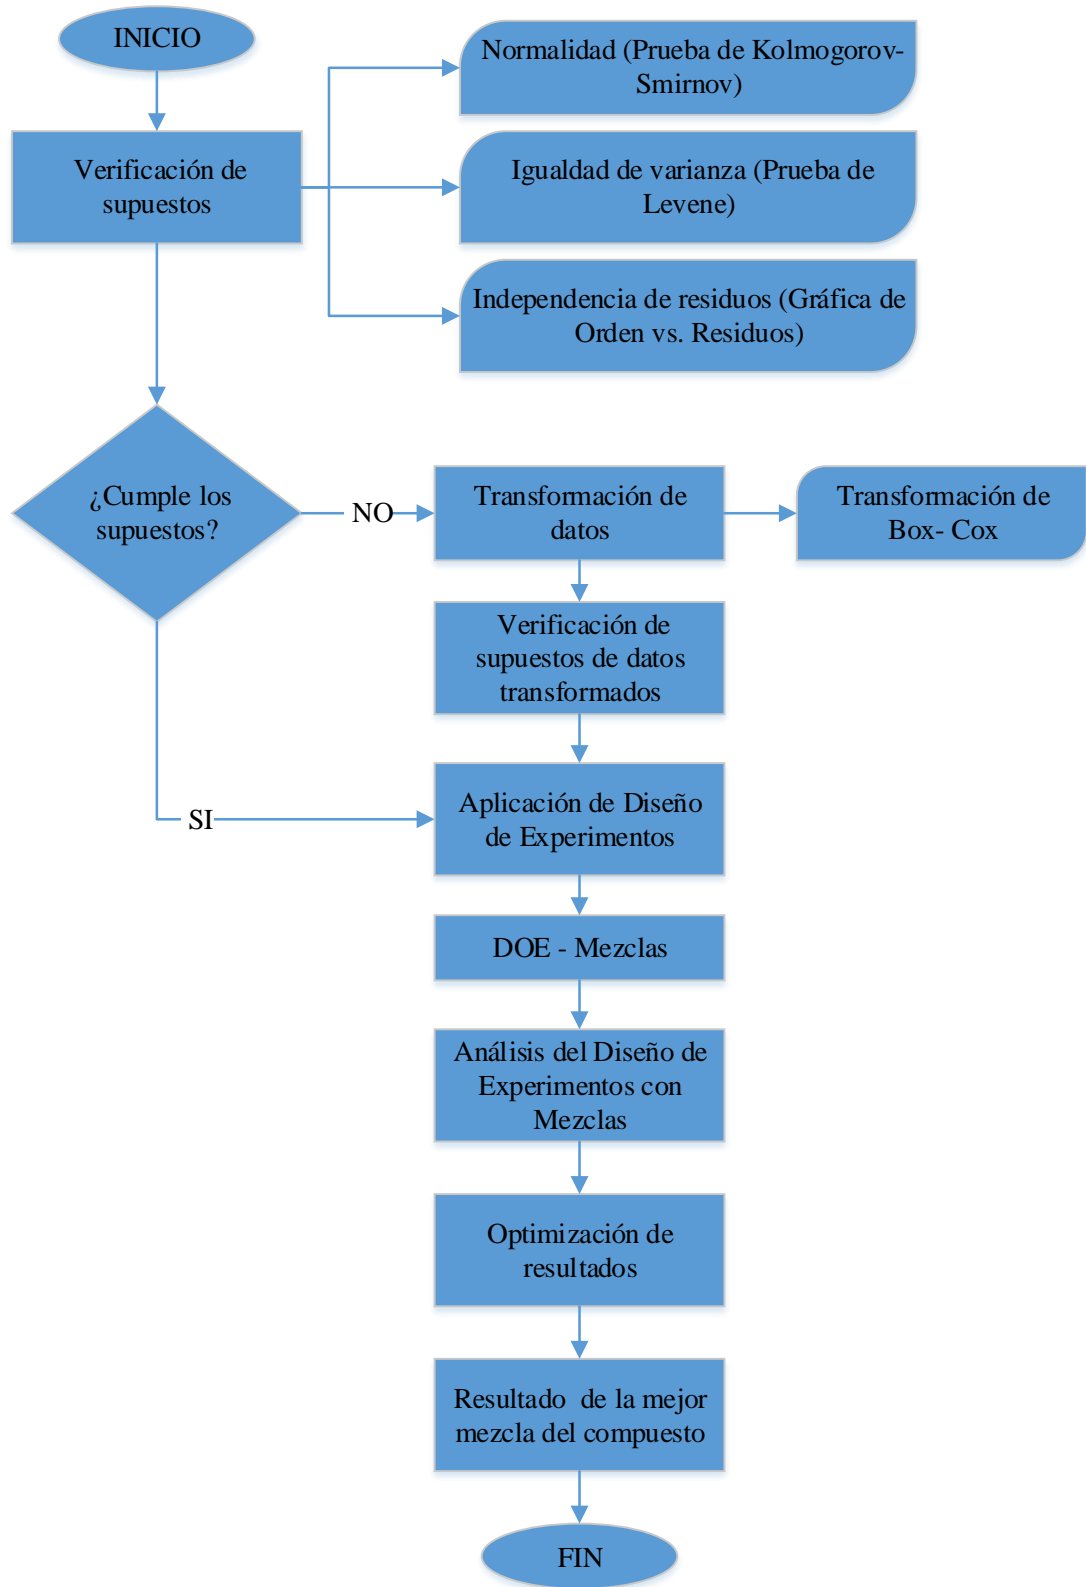 INICIO
Normalidad (Prueba de Kolmogorov-
Smirnov)
Verificación de
supuestos
Igualdad de varianza (Prueba de
Levene)
Independencia de residuos (Gráfica de
Orden vs. Residuos)
¿Cumple los
supuestos?
NO
Transformación de
datos
Transformación de
Box- Cox
Verificación de
supuestos de datos
transformados
SI
Aplicación de Diseño
de Experimentos
DOE - Mezclas
Análisis del Diseño de
Experimentos con
Mezclas
Optimización de
resultados
Resultado  de la mejor
mezcla del compuesto
FIN